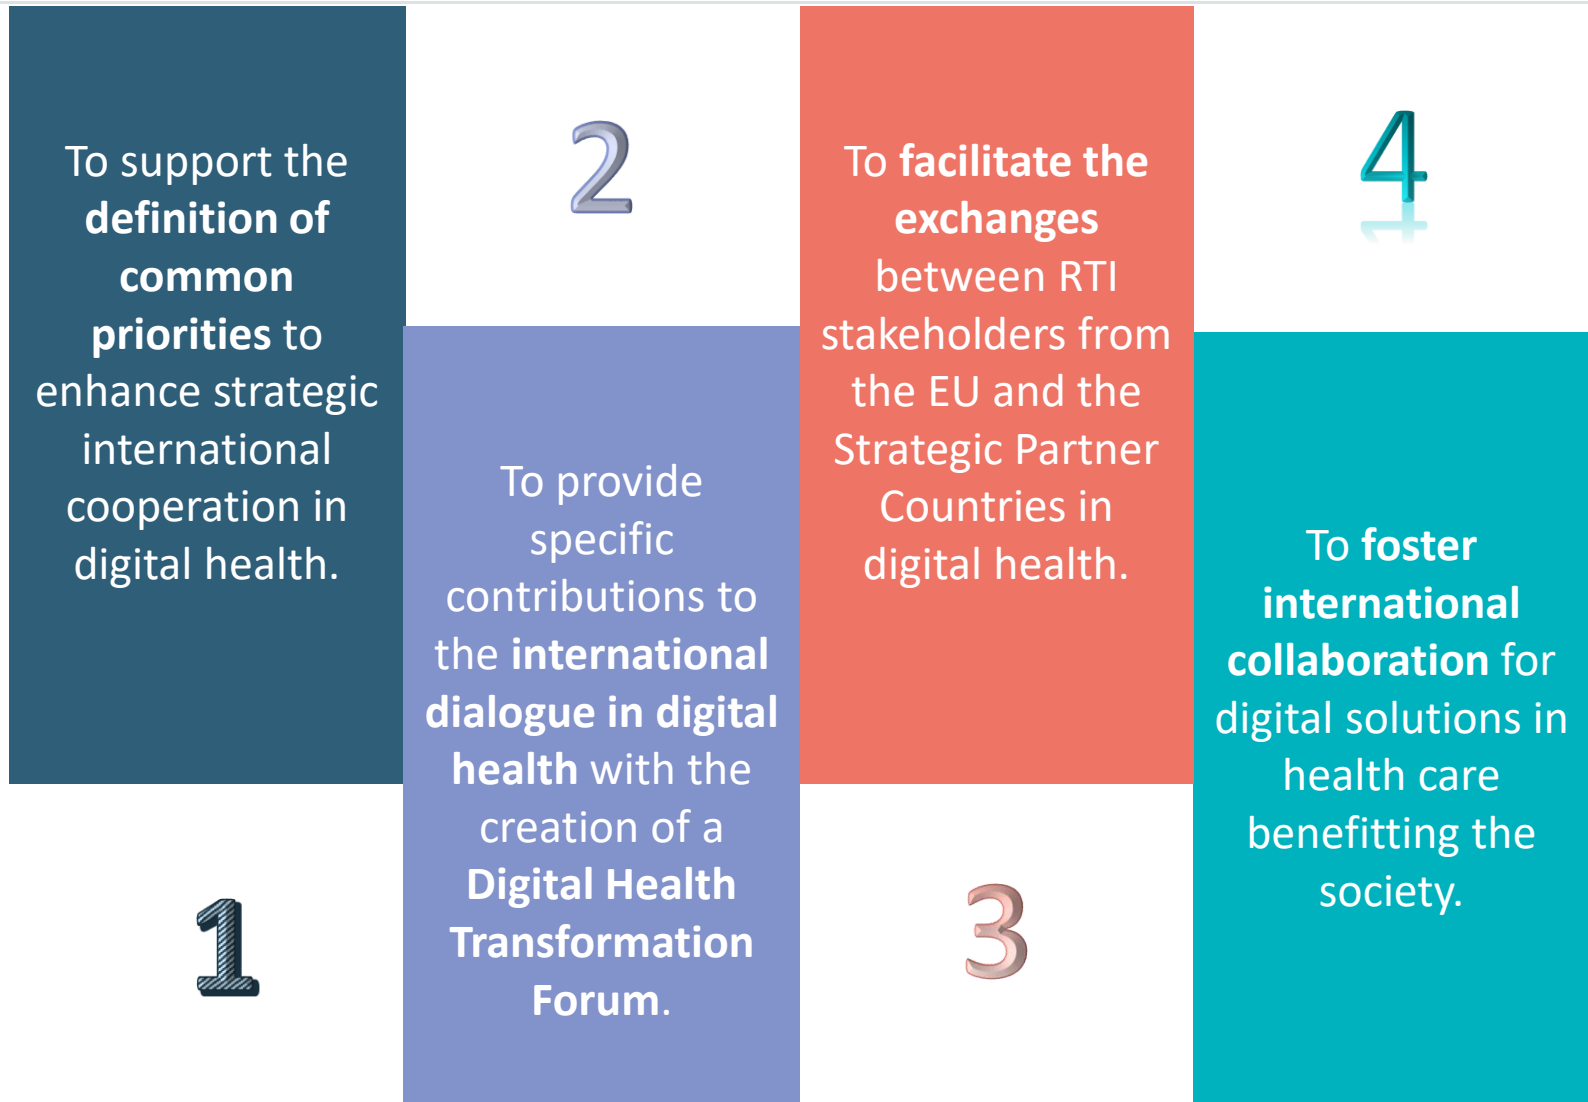 To support the
definition of
common
priorities to
enhance strategic
international
cooperation in
digital health.
1
2
To provide
specific
contributions to
the international
dialogue in digital
health with the
creation of a
Digital Health
Transformation
Forum.
To facilitate the
exchanges
between RTI
stakeholders from
the EU and the
Strategic Partner
Countries in
digital health.
3
4
To foster
international
collaboration for
digital solutions in
health care
benefitting the
society.